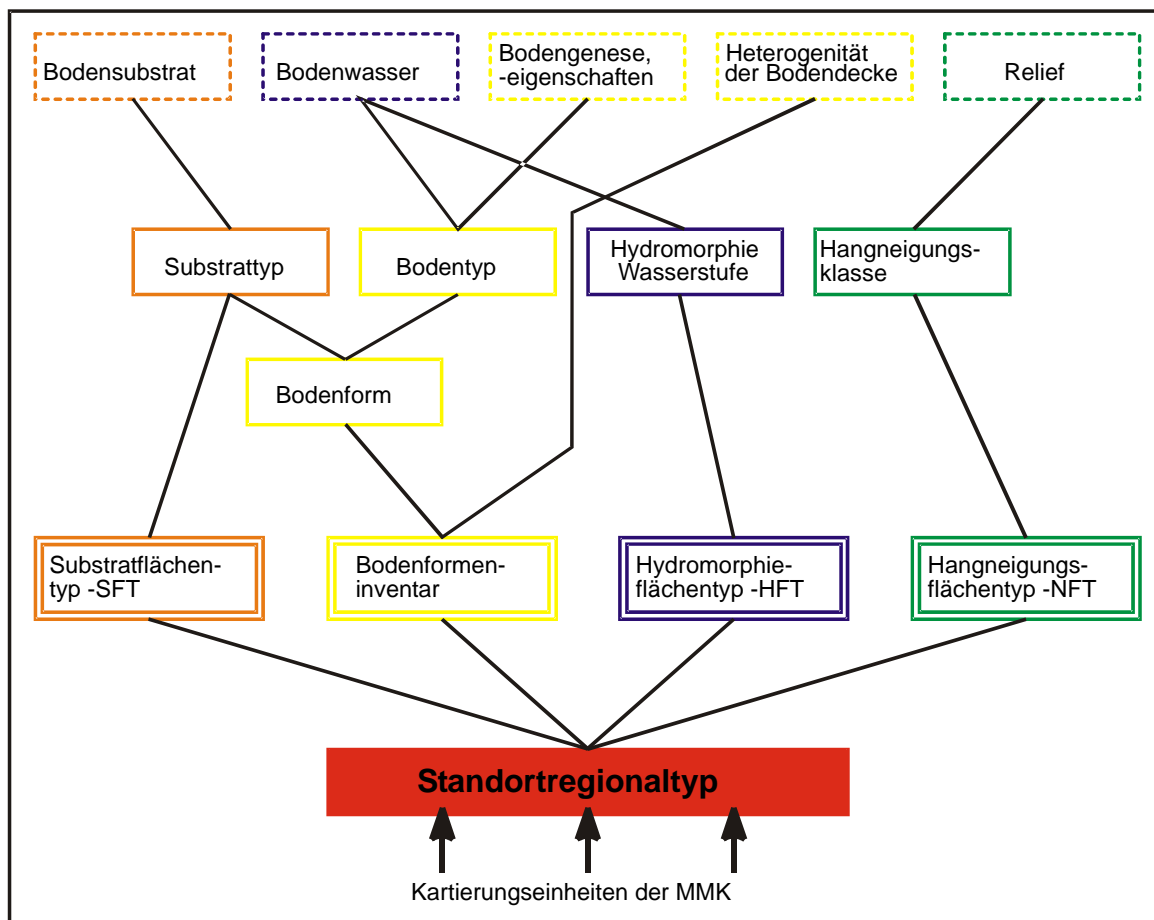 Bodensubstrat
Bodenwasser
Bodengenese,
-eigenschaften
Heterogenität
der Bodendecke
Relief
Substrattyp
Bodentyp
Hydromorphie
Wasserstufe
Hangneigungs-
klasse
Bodenform
Substratflächen-
typ -SFT
Bodenformen-
inventar
Hydromorphie-
flächentyp -HFT
Hangneigungs-
flächentyp -NFT
Standortregionaltyp
Kartierungseinheiten der MMK